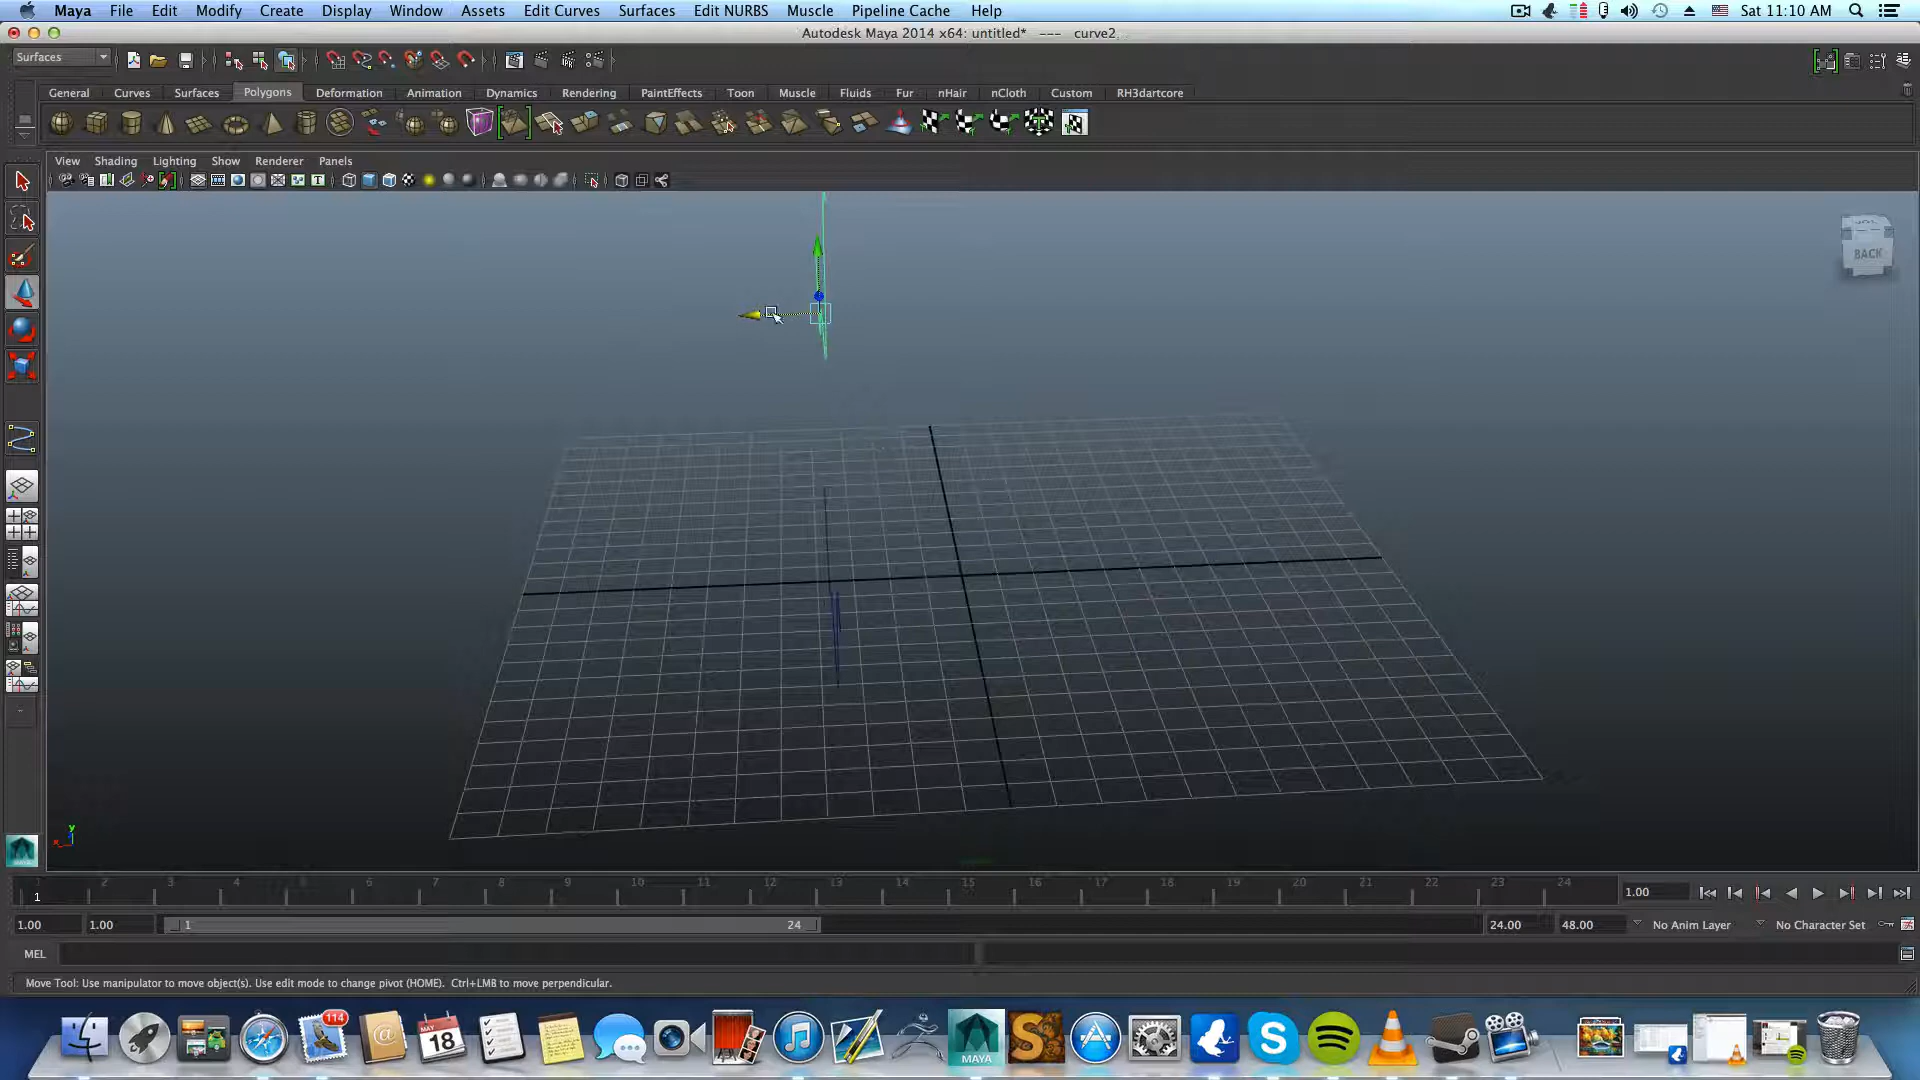 Maya File Edit Modify Create Display Window Assets Edit Curves Surfaces Edit NURBS Muscle Pipeline Cache Help Sat 11:10 AM
Autodesk Maya 2014 x64: untitled* --- curve2
Surfaces
General Curves Surfaces Polygons Deformation Animation Dynamics Rendering PaintEffects Toon Muscle Fluids Fur nHair nCloth Custom RH3dartcore
View Shading Lighting Show Renderer Panels
BACK
y
1 2 3 4 5 6 7 8 9 10 11 12 13 14 15 16 17 18 19 20 21 22 23 24
1 1.00
1.00 1.00 1 24 24.00 48.00 No Anim Layer No Character Set
MEL
Move Tool: Use manipulator to move object(s). Use edit mode to change pivot (HOME). Ctrl+LMB to move perpendicular.
114
MAY
18
MAYA